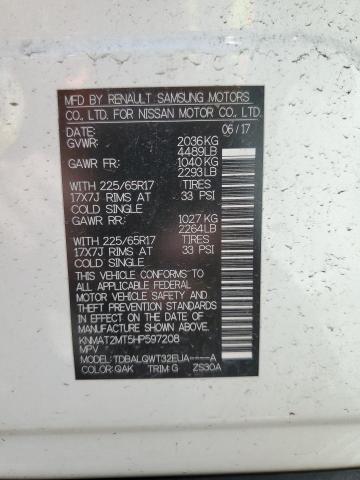 MFD BY RENAULT SAMSUNG MOTORS
CO., LTD. FOR NISSAN MOTOR CO., LTD.
06/17
GVWR: 2036KG
4489LB
GAWR FR: 1040KG
2293LB
WITH 225/65R17 TIRES
17X7J RIMS AT 33 PSI
COLD SINGLE
GAWR RR: 1027KG
2264LB
WITH 225/65R17 TIRES
17X7J RIMS AT 33 PSI
COLD SINGLE
THIS VEHICLE CONFORMS TO
ALL APPLICABLE FEDERAL
MOTOR VEHICLE SAFETY, BUMPER,
AND THEFT PREVENTION STANDARDS
IN EFFECT ON THE DATE OF
MANUFACTURE SHOWN ABOVE.
KNMAT2MT5HP597208
MPV
MODEL: TDBALQWT32EUA----A
COLOR: QAK TRIM: G ZS30A